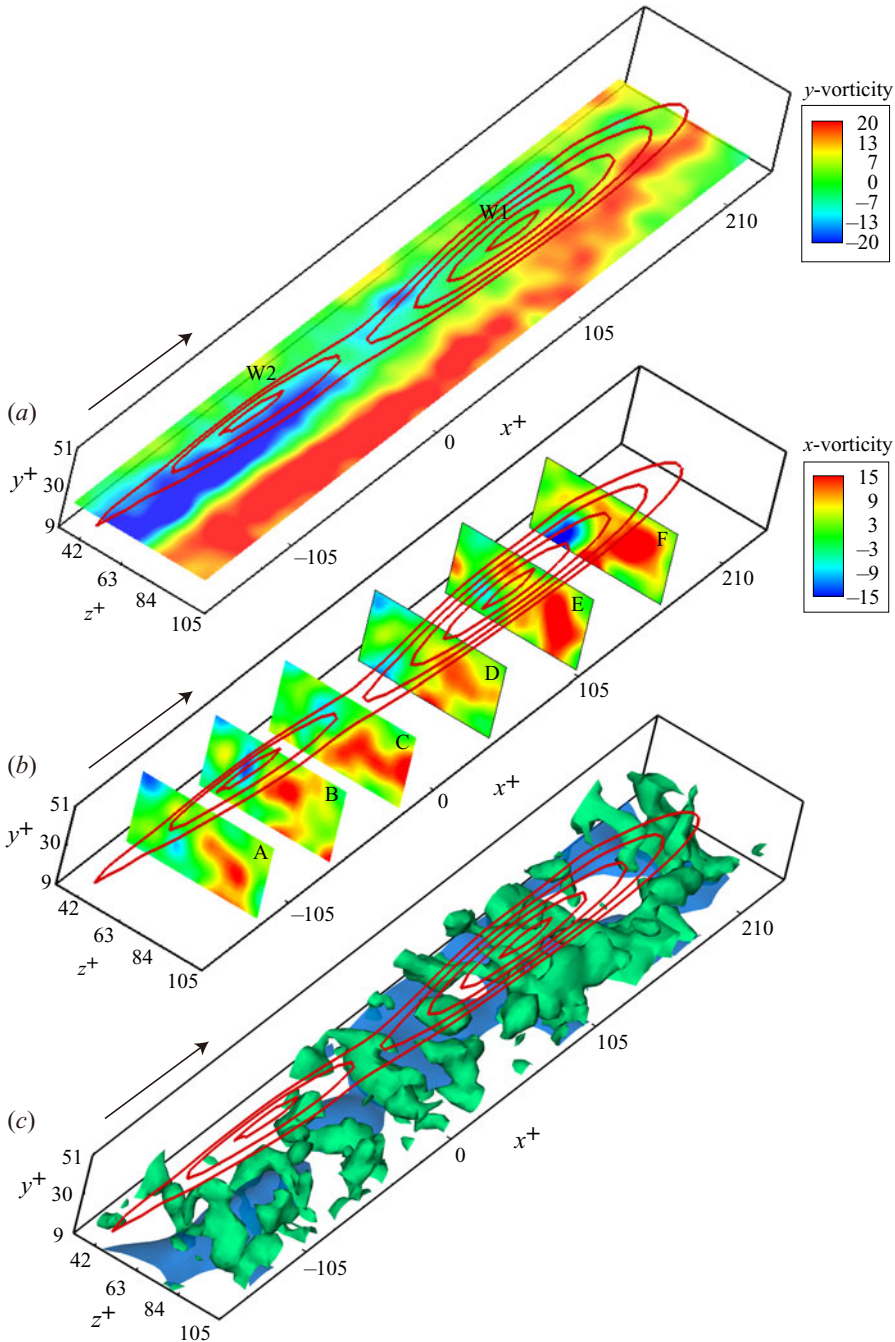 y-vorticity
20
13
7
0
−7
−13
−20
W1
W2
210
105
0
x+
−105
(a)
51
y+ 30
9
42
63
84
105
z+
x-vorticity
15
9
3
−3
−9
−15
F
E
D
C
B
A
210
105
0
x+
−105
(b)
51
y+ 30
9
42
63
84
105
z+
210
105
0
x+
−105
(c)
51
y+ 30
9
42
63
84
105
z+